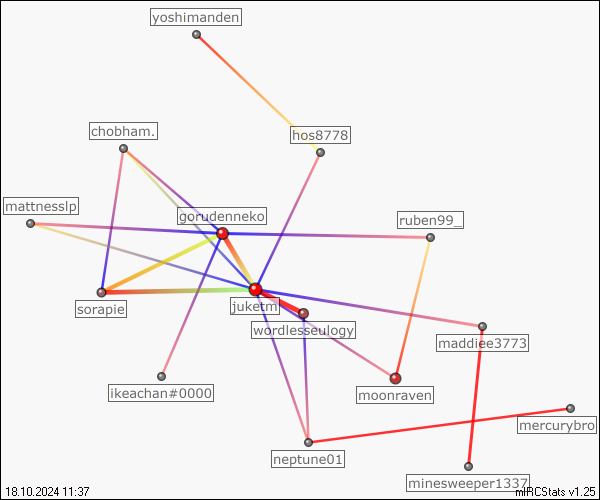 yoshimanden
chobham.
hos8778
mattnesslp
gorudenneko
ruben99_
sorapie
juketm
wordlesseulogy
maddiee3773
ikeachan#0000
moonraven
mercurybro
neptune01
minesweeper1337
18.10.2024 11:37
mIRCStats v1.25